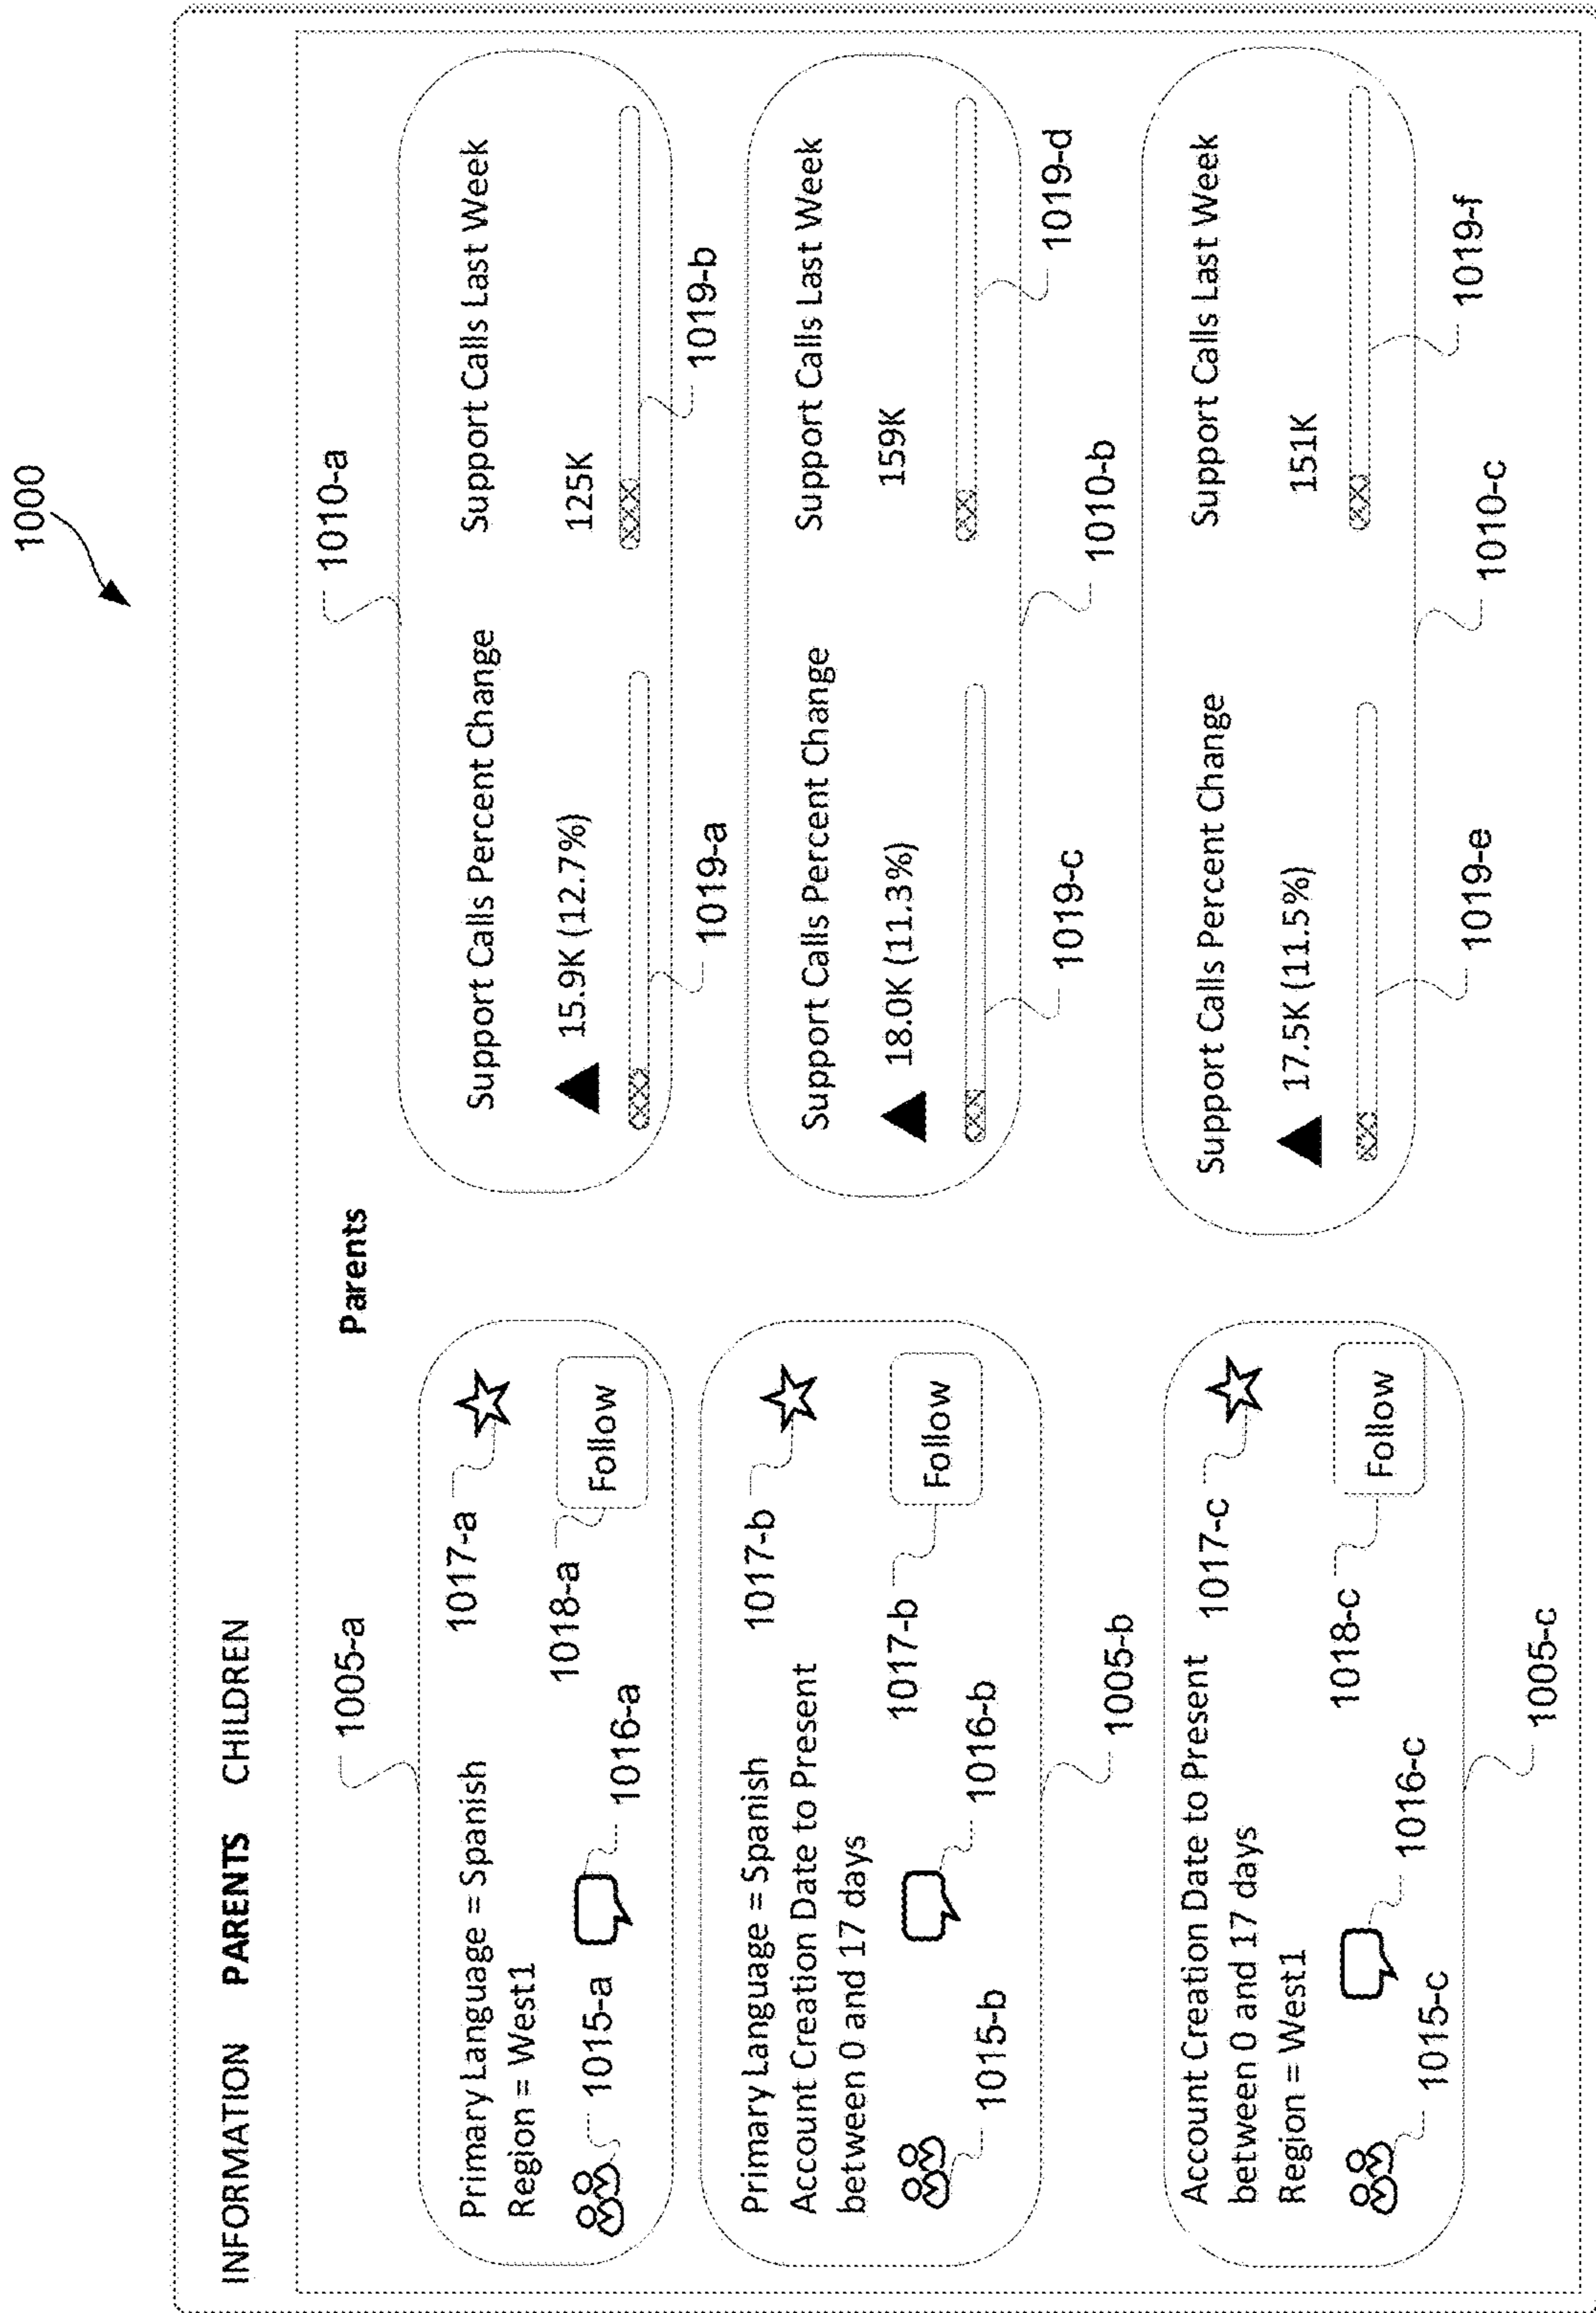 1000
INFORMATION PARENTS CHILDREN
Parents
1005-a
1010-a
Primary Language = Spanish
Region = West1
1017-a
1015-a
1016-a
1018-a
Follow
Support Calls Percent Change
15.9K (12.7%)
1019-a
Support Calls Last Week
125K
1019-b
Primary Language = Spanish
Account Creation Date to Present
between 0 and 17 days
1017-b
1015-b
1016-b
1017-b
Follow
1005-b
Support Calls Percent Change
18.0K (11.3%)
1019-c
Support Calls Last Week
159K
1019-d
1010-b
Account Creation Date to Present
between 0 and 17 days
Region = West1
1017-c
1015-c
1016-c
1018-c
Follow
1005-c
Support Calls Percent Change
17.5K (11.5%)
1019-e
Support Calls Last Week
151K
1019-f
1010-c